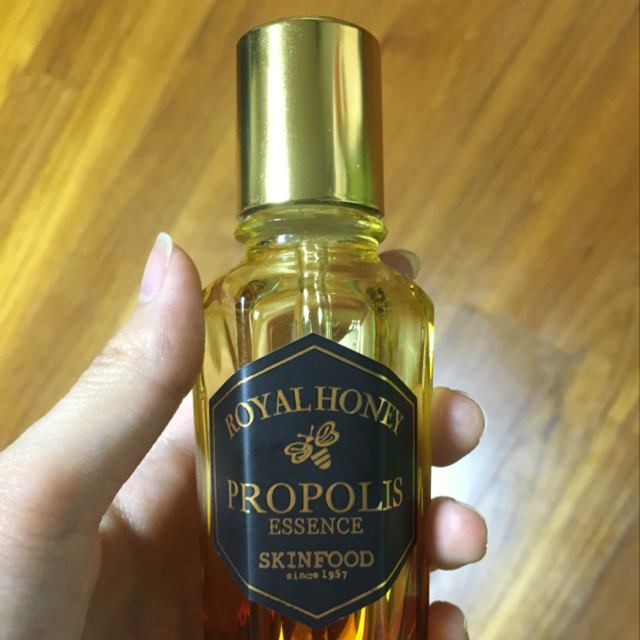 ROYAL HONEY
PROPOLIS
ESSENCE
SKINFOOD
since 1957